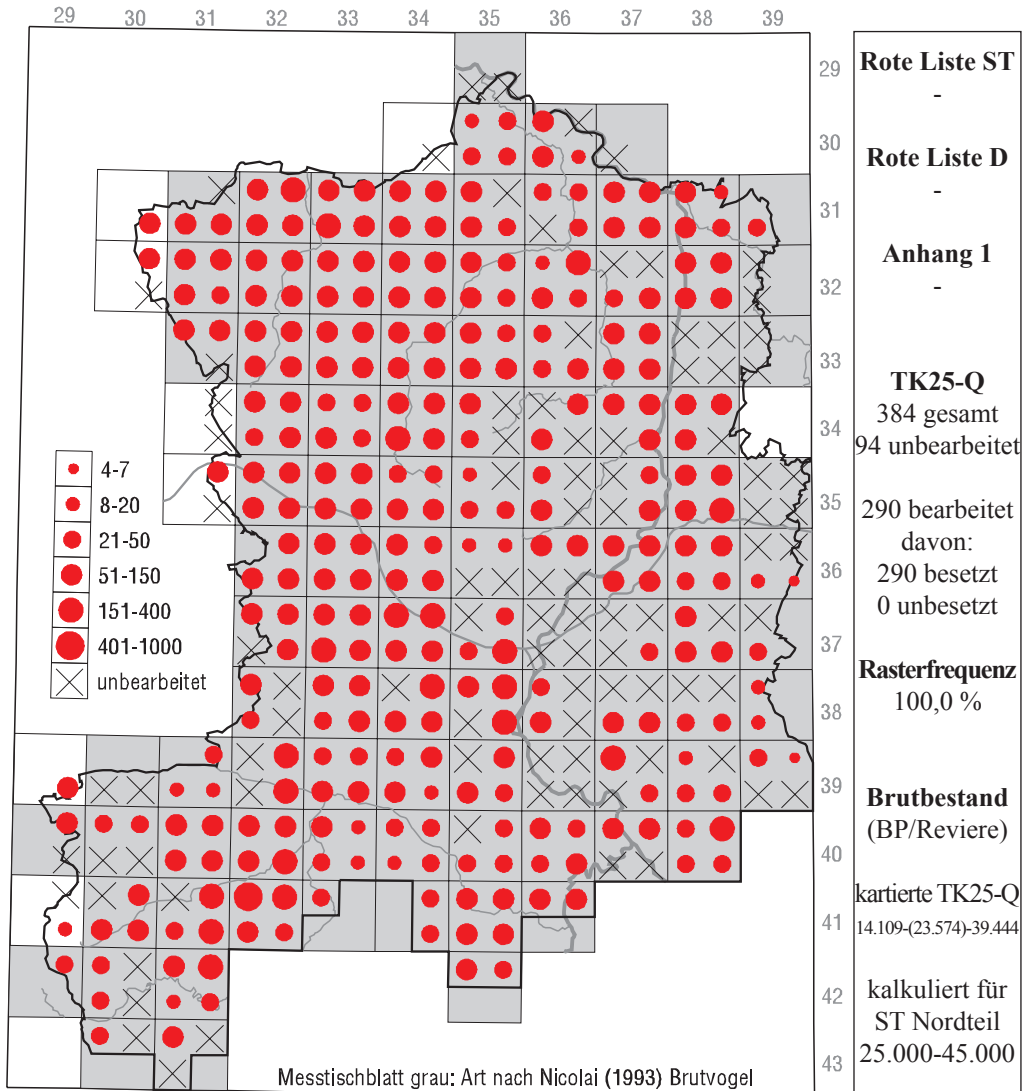 29 30 31 32 33 34 35 36 37 38 39
29
30
31
32
33
34
35
36
37
38
39
40
41
42
43
4-7
8-20
21-50
51-150
151-400
401-1000
unbearbeitet
Messtischblatt grau: Art nach Nicolai (1993) Brutvogel
Rote Liste ST
-
Rote Liste D
-
Anhang 1
-
TK25-Q
384 gesamt
94 unbearbeitet
290 bearbeitet
davon:
290 besetzt
0 unbesetzt
Rasterfrequenz
100,0 %
Brutbestand
(BP/Reviere)
kartierte TK25-Q
14.109-(23.574)-39.444
kalkuliert für
ST Nordteil
25.000-45.000